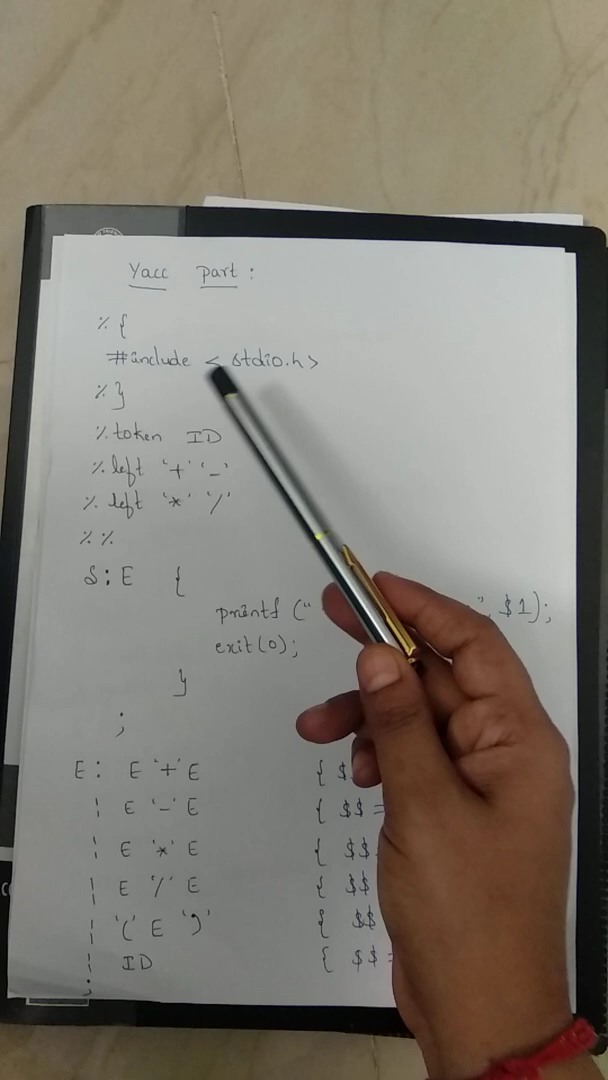 Yacc part :
%{
#include <stdio.h>
%}
%token ID
%left '+' '-'
%left '*' '/'
%%
S : E {
printf (" ", $1);
exit(0);
}
;
E : E '+' E { $
| E '-' E { $$ =
| E '*' E { $$
| E '/' E { $$
| '(' E ')' { $$
| ID { $$ =
;